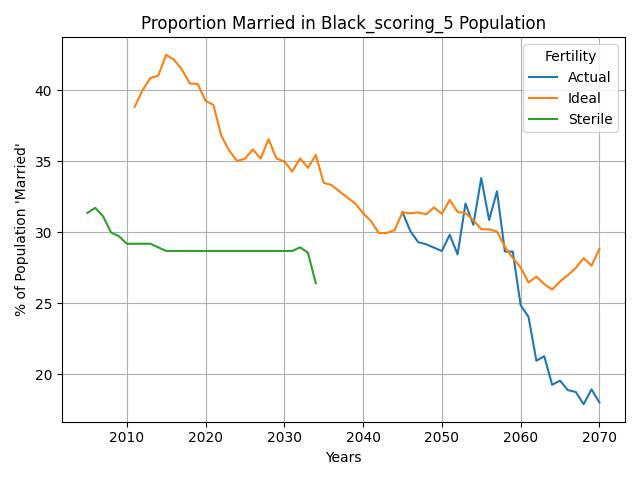 Proportion Married in Black_scoring_5 Population
% of Population 'Married'
40
35
30
25
20
Fertility
Actual
Ideal
Sterile
2010 2020 2030 2040 2050 2060 2070
Years